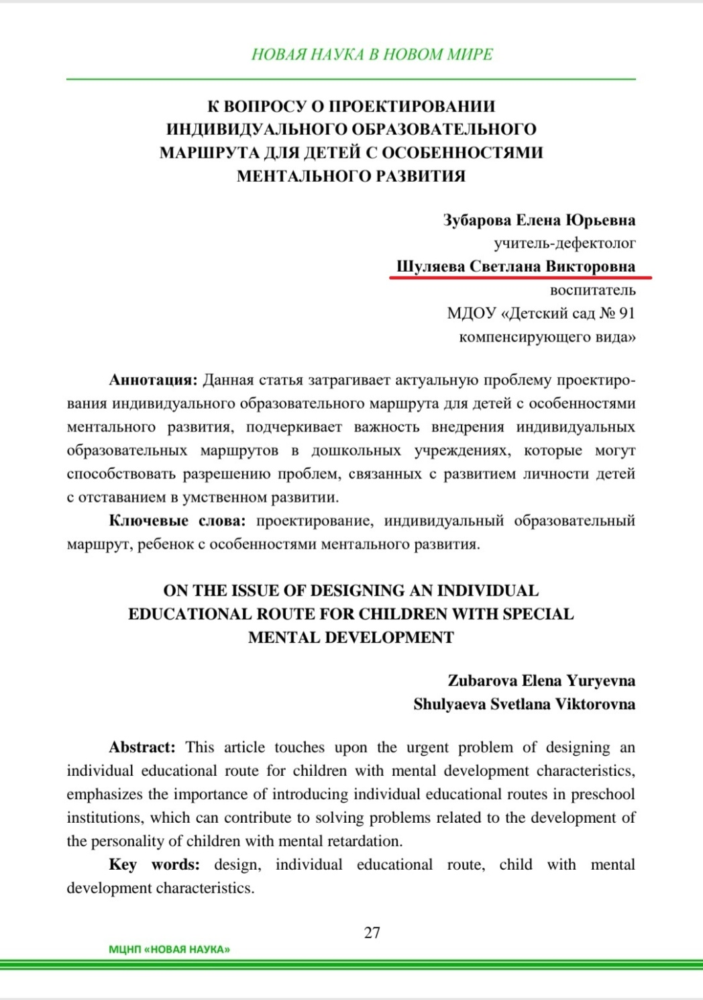 НОВАЯ НАУКА В НОВОМ МИРЕ
К ВОПРОСУ О ПРОЕКТИРОВАНИИ
ИНДИВИДУАЛЬНОГО ОБРАЗОВАТЕЛЬНОГО
МАРШРУТА ДЛЯ ДЕТЕЙ С ОСОБЕННОСТЯМИ
МЕНТАЛЬНОГО РАЗВИТИЯ
Зубарова Елена Юрьевна
учитель-дефектолог
Шуляева Светлана Викторовна
воспитатель
МДОУ «Детский сад № 91
компенсирующего вида»
Аннотация: Данная статья затрагивает актуальную проблему проектиро-
вания индивидуального образовательного маршрута для детей с особенностями
ментального развития, подчеркивает важность внедрения индивидуальных
образовательных маршрутов в дошкольных учреждениях, которые могут
способствовать разрешению проблем, связанных с развитием личности детей
с отставанием в умственном развитии.
Ключевые слова: проектирование, индивидуальный образовательный
маршрут, ребенок с особенностями ментального развития.
ON THE ISSUE OF DESIGNING AN INDIVIDUAL
EDUCATIONAL ROUTE FOR CHILDREN WITH SPECIAL
MENTAL DEVELOPMENT
Zubarova Elena Yuryevna
Shulyaeva Svetlana Viktorovna
Abstract: This article touches upon the urgent problem of designing an
individual educational route for children with mental development characteristics,
emphasizes the importance of introducing individual educational routes in preschool
institutions, which can contribute to solving problems related to the development of
the personality of children with mental retardation.
Key words: design, individual educational route, child with mental
development characteristics.
27
МЦНП «НОВАЯ НАУКА»